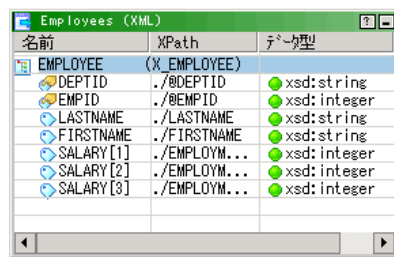 Employees (XML)
名前 XPath データ型
EMPLOYEE (X_EMPLOYEE)
DEPTID ./@DEPTID xsd:string
EMPID ./@EMPID xsd:integer
LASTNAME ./LASTNAME xsd:string
FIRSTNAME ./FIRSTNAME xsd:string
SALARY[1] ./EMPLOYM... xsd:integer
SALARY[2] ./EMPLOYM... xsd:integer
SALARY[3] ./EMPLOYM... xsd:integer